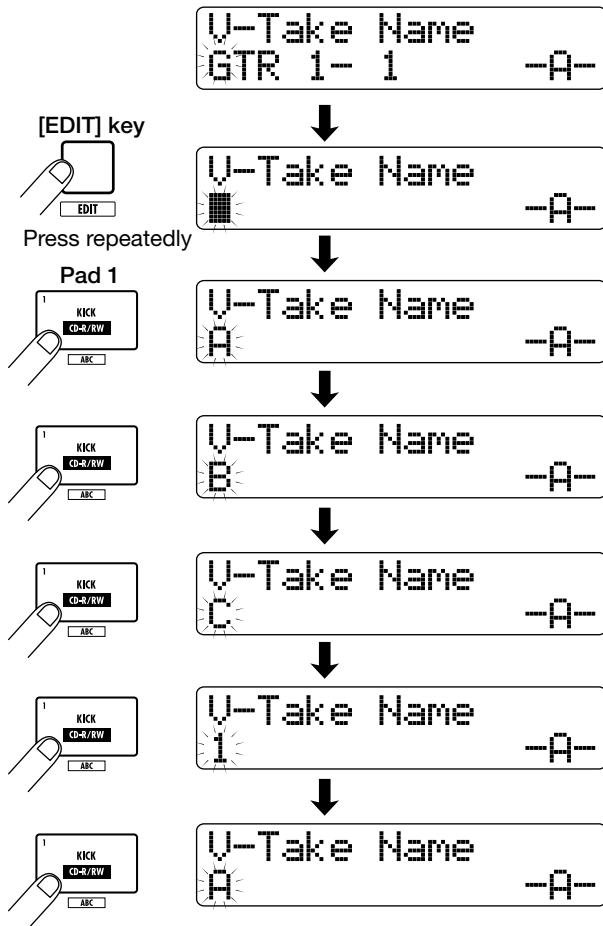 V-Take Name
GTR 1- 1 -A-
[EDIT] key
EDIT
Press repeatedly
V-Take Name
-A-
Pad 1
1
KICK
CD-R/RW
ABC
V-Take Name
A -A-
1
KICK
CD-R/RW
ABC
V-Take Name
B -A-
1
KICK
CD-R/RW
ABC
V-Take Name
C -A-
1
KICK
CD-R/RW
ABC
V-Take Name
1 -A-
1
KICK
CD-R/RW
ABC
V-Take Name
A -A-